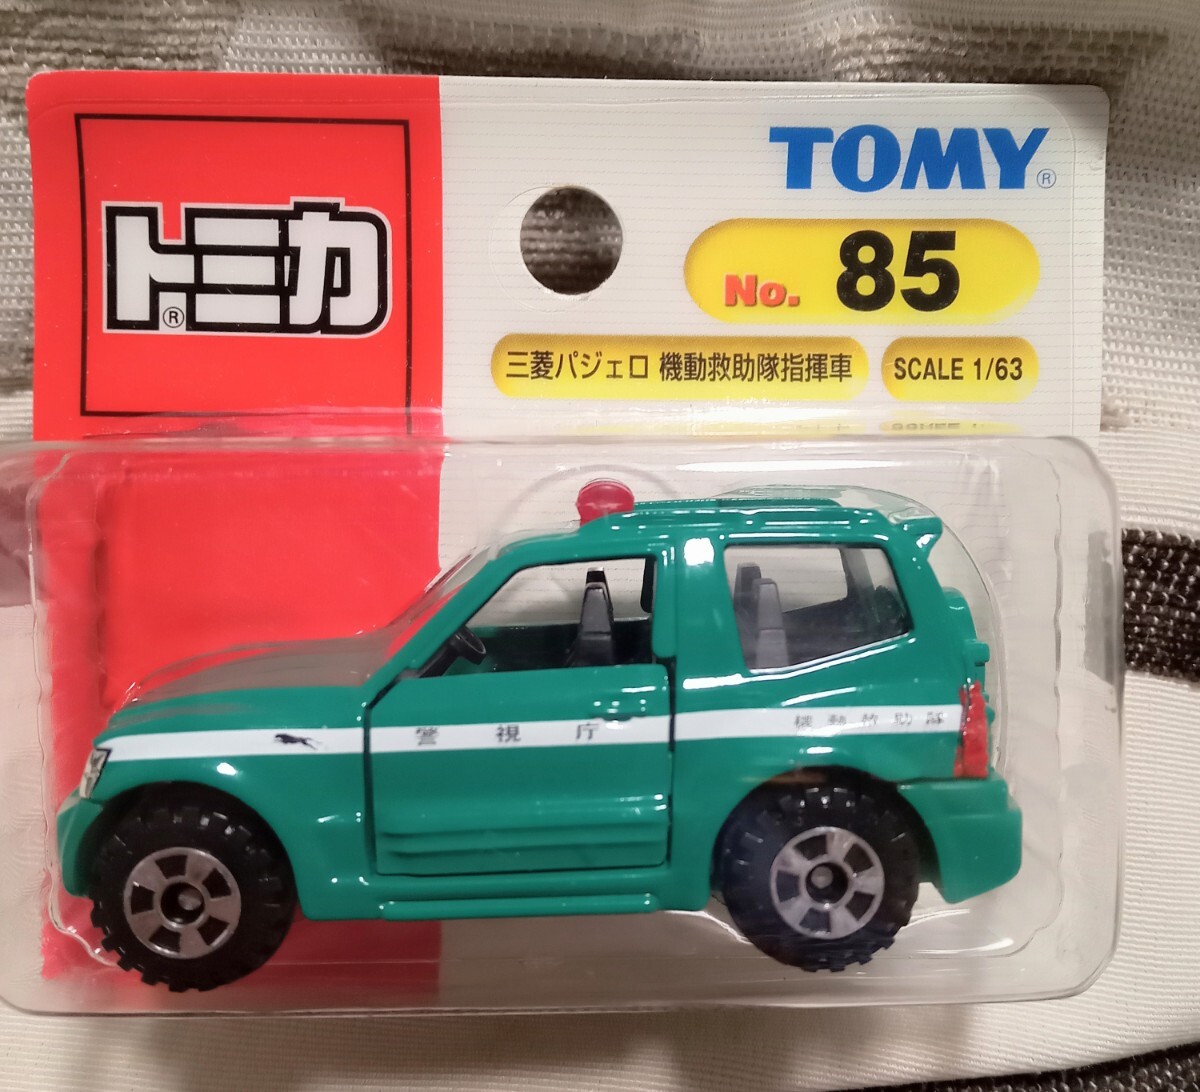 TOMY®
トミカ®
No. 85
三菱パジェロ 機動救助隊指揮車
SCALE 1/63
警視庁
機動救助隊